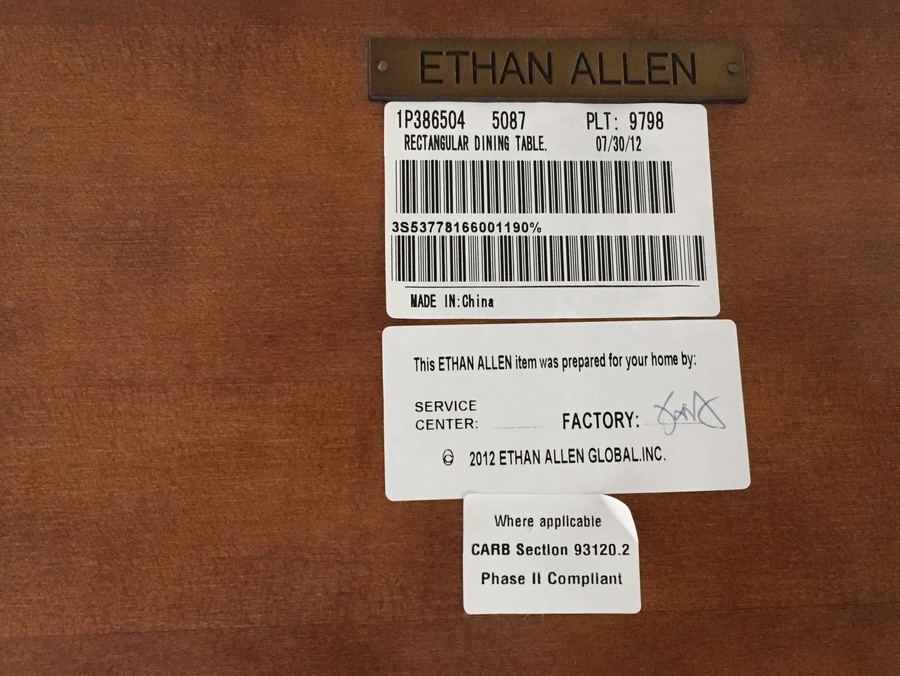 ETHAN ALLEN
1P386504 5087 PLT: 9798
RECTANGULAR DINING TABLE. 07/30/12
3S53778166001190%
MADE IN:China
This ETHAN ALLEN item was prepared for your home by:
SERVICE
CENTER: FACTORY:
© 2012 ETHAN ALLEN GLOBAL.INC.
Where applicable
CARB Section 93120.2
Phase II Compliant